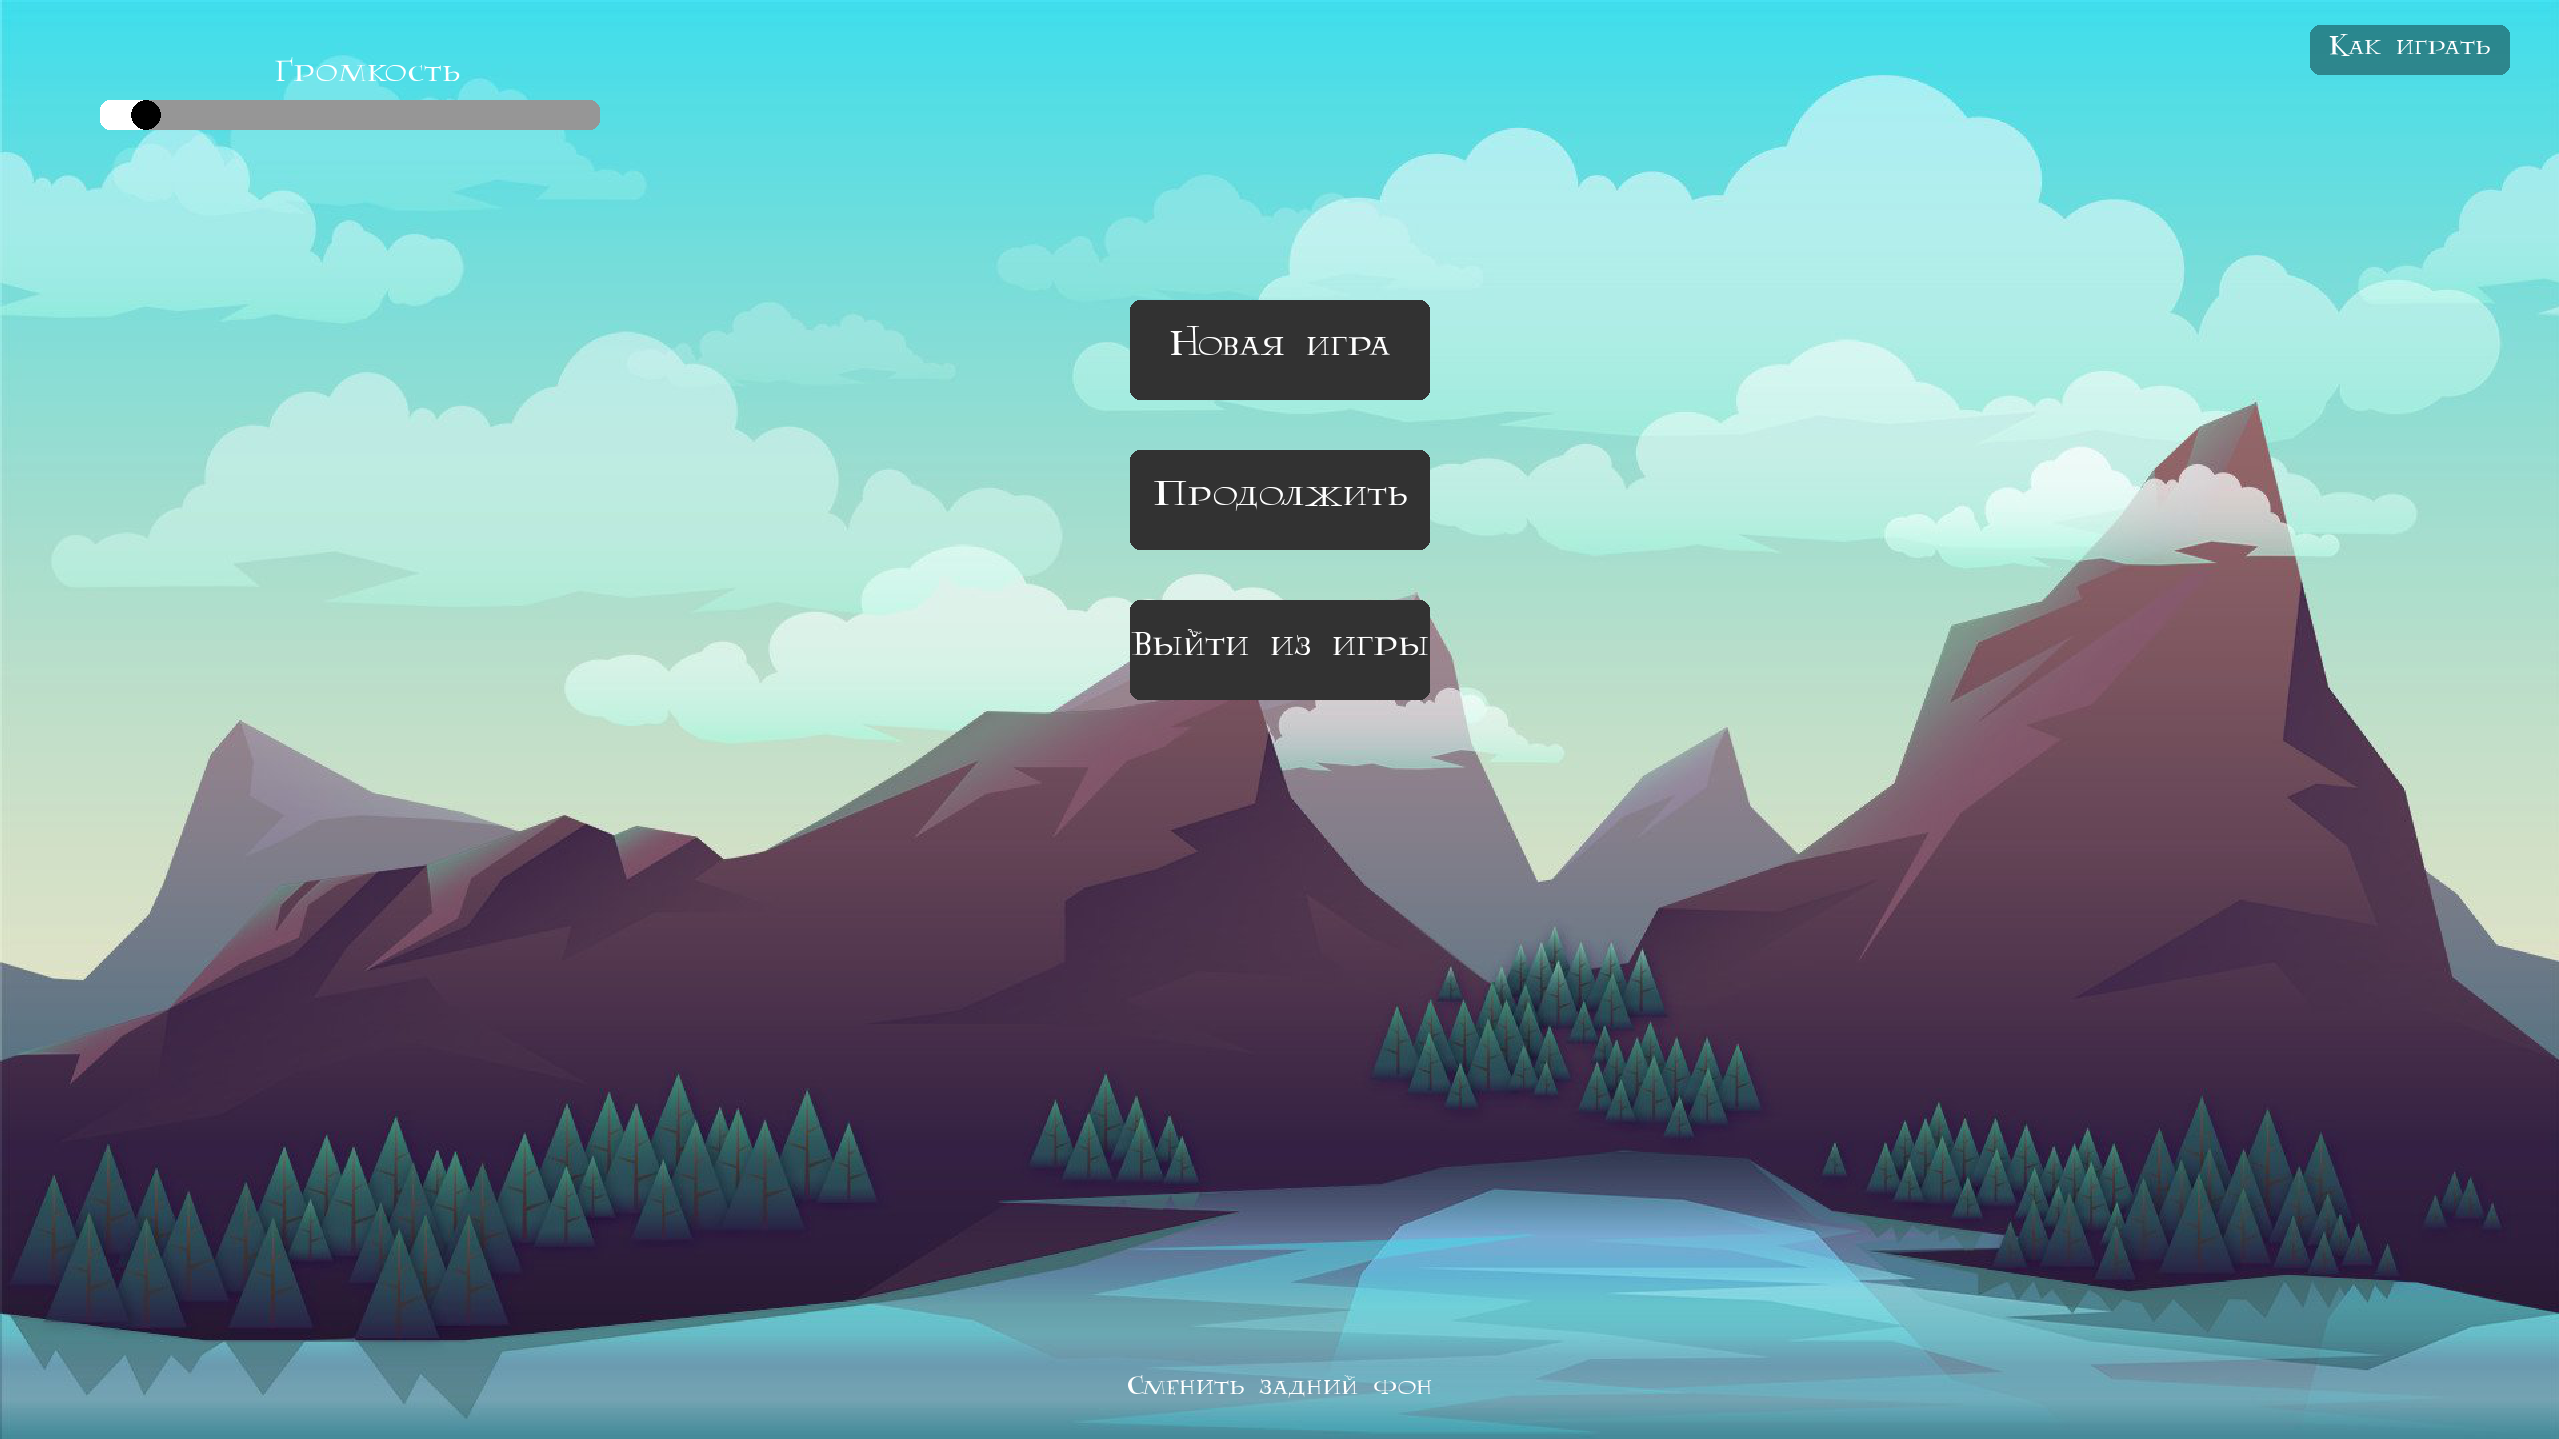 Громкость
Как играть
Новая игра
Продолжить
Выйти из игры
Сменить задний фон